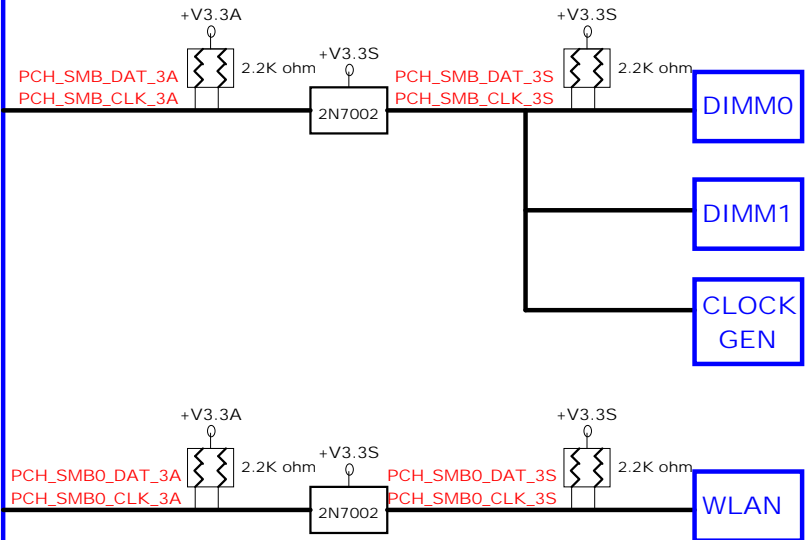 +V3.3A
+V3.3S
2.2K ohm
+V3.3S
2.2K ohm
PCH_SMB_DAT_3A
PCH_SMB_CLK_3A
PCH_SMB_DAT_3S
PCH_SMB_CLK_3S
2N7002
DIMM0
DIMM1
CLOCK
GEN
+V3.3A
+V3.3S
2.2K ohm
+V3.3S
2.2K ohm
PCH_SMB0_DAT_3A
PCH_SMB0_CLK_3A
PCH_SMB0_DAT_3S
PCH_SMB0_CLK_3S
2N7002
WLAN